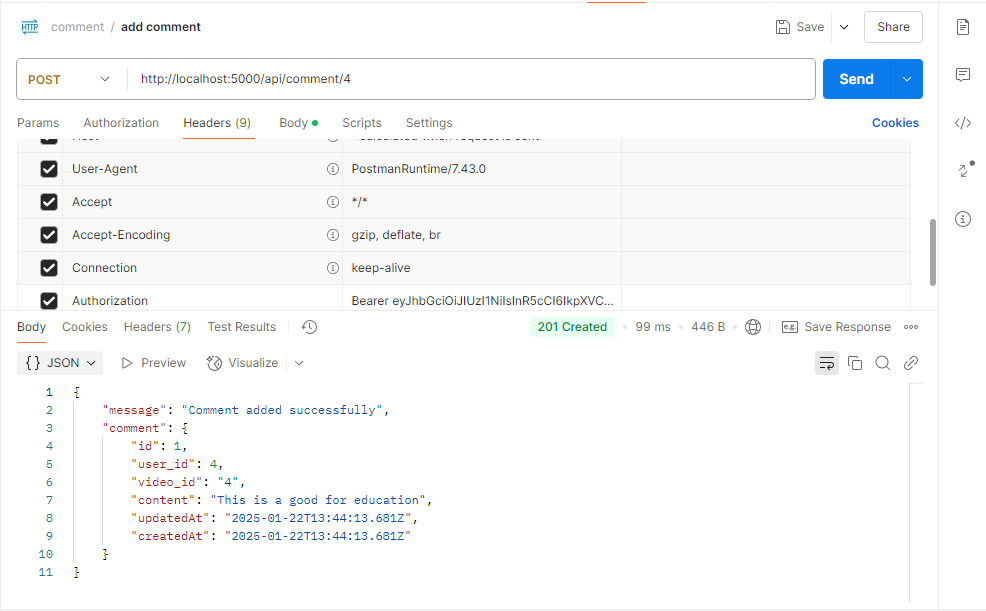 HTTP comment / add comment Save Share
POST http://localhost:5000/api/comment/4 Send
Params Authorization Headers (9) Body Scripts Settings Cookies
User-Agent PostmanRuntime/7.43.0
Accept */*
Accept-Encoding gzip, deflate, br
Connection keep-alive
Authorization Bearer eyJhbGciOiJIUzI1NiIsInR5cCI6IkpXVC...
Body Cookies Headers (7) Test Results 201 Created 99 ms 446 B e.g. Save Response
{} JSON Preview Visualize
1 {
2 "message": "Comment added successfully",
3 "comment": {
4 "id": 1,
5 "user_id": 4,
6 "video_id": "4",
7 "content": "This is a good for education",
8 "updatedAt": "2025-01-22T13:44:13.681Z",
9 "createdAt": "2025-01-22T13:44:13.681Z"
10 }
11 }